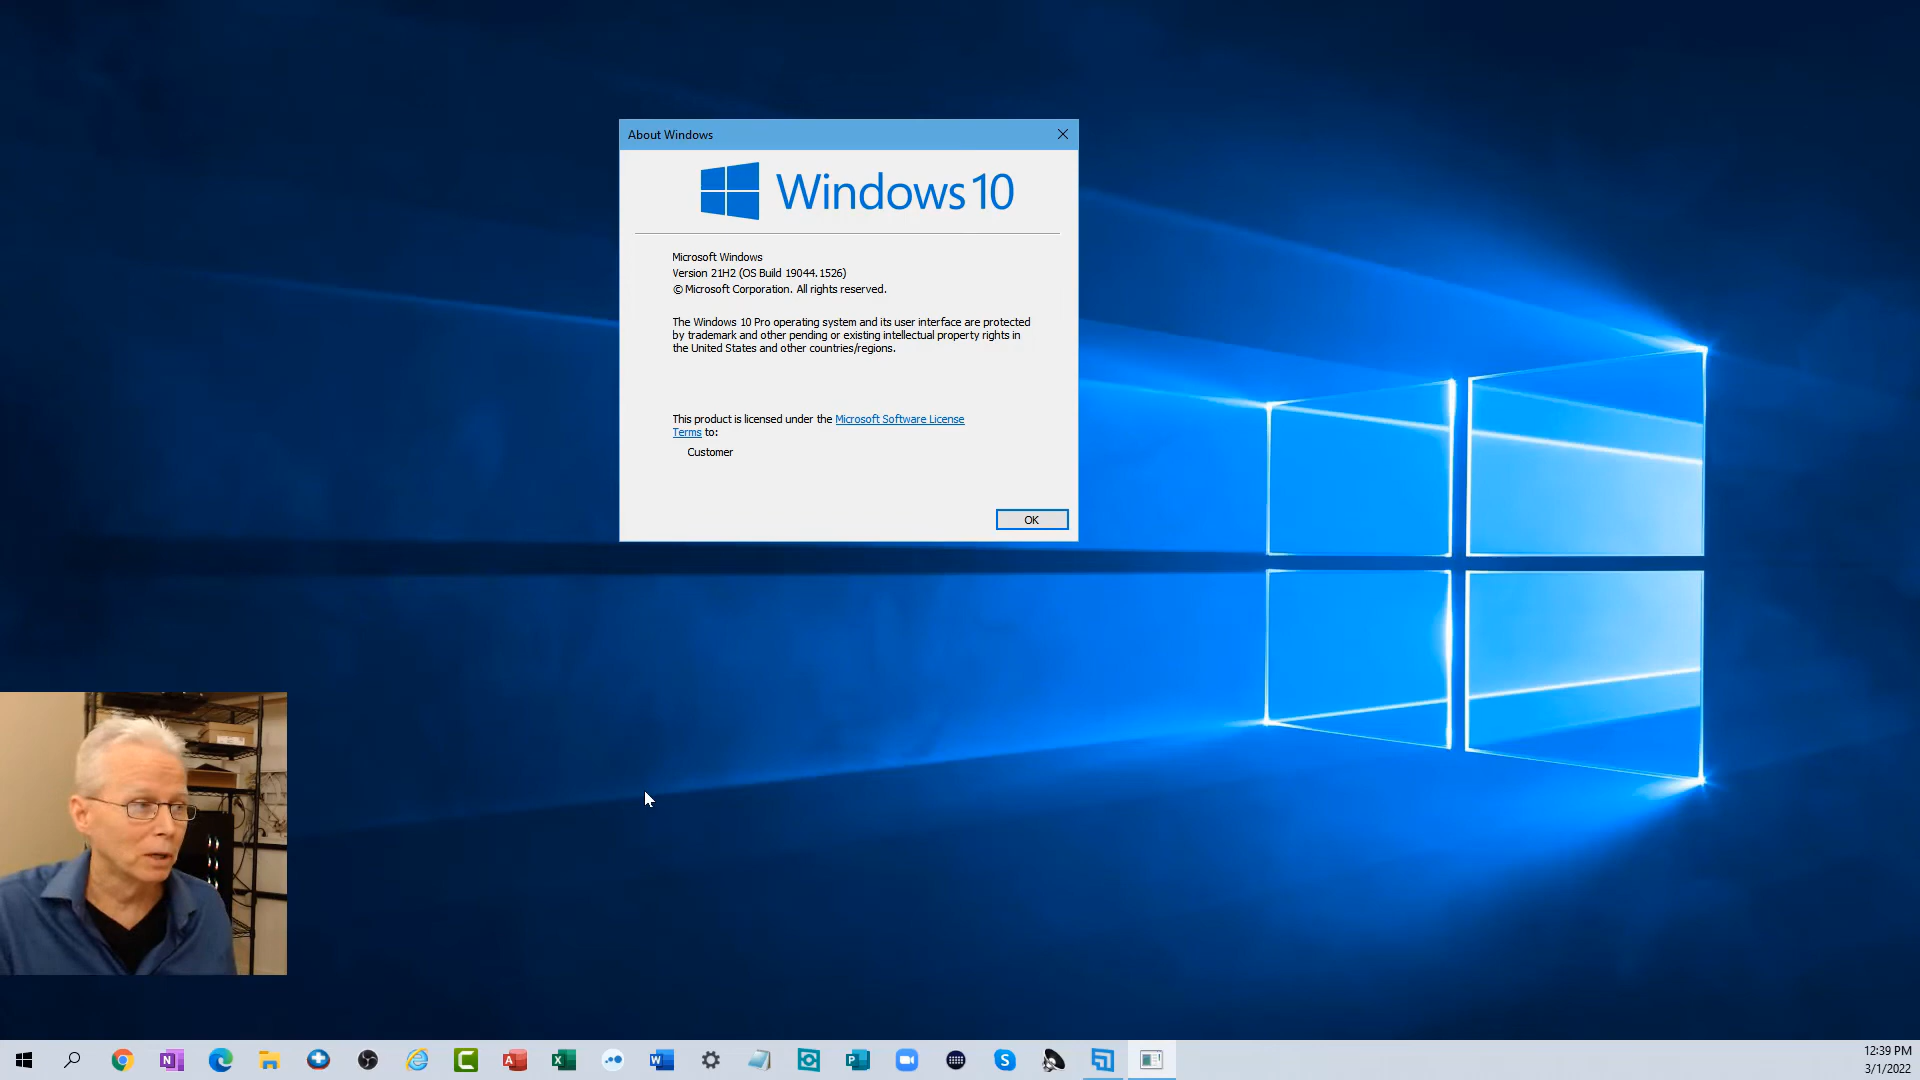 About Windows
Windows 10
Microsoft Windows
Version 21H2 (OS Build 19044.1526)
© Microsoft Corporation. All rights reserved.
The Windows 10 Pro operating system and its user interface are protected
by trademark and other pending or existing intellectual property rights in
the United States and other countries/regions.
This product is licensed under the Microsoft Software License
Terms to:
Customer
OK
12:39 PM
3/1/2022